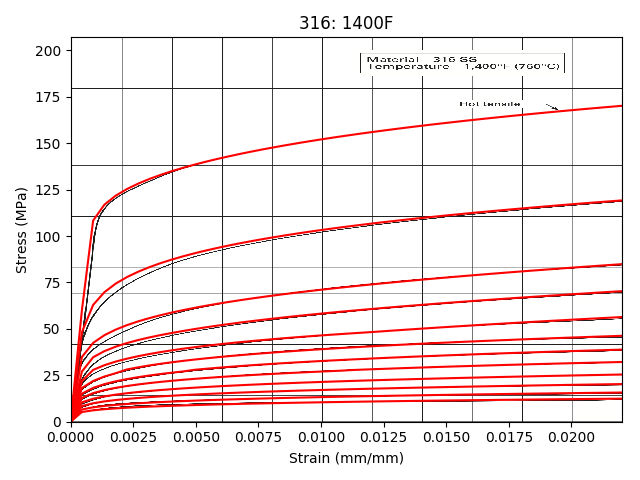 316: 1400F
200
175
150
125
100
75
50
25
0
Stress (MPa)
Material 316 SS
Temperature 1,400°F (760°C)
Hot tensile
0.0000 0.0025 0.0050 0.0075 0.0100 0.0125 0.0150 0.0175 0.0200
Strain (mm/mm)